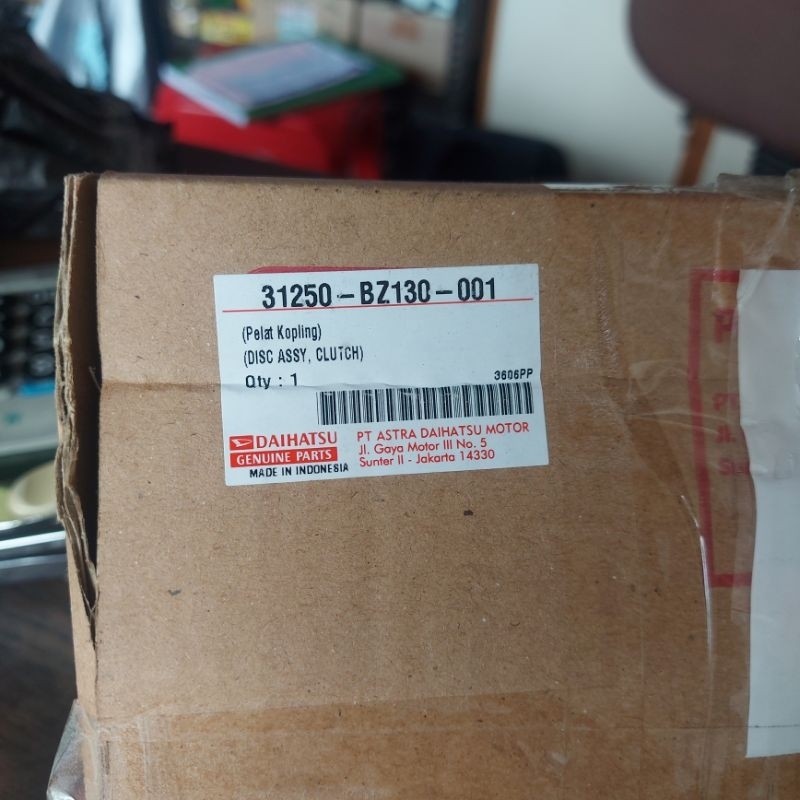 31250-BZ130-001
(Pelat Kopling)
(DISC ASSY, CLUTCH)
Qty : 1
3606PP
DAIHATSU
GENUINE PARTS
MADE IN INDONESIA
PT ASTRA DAIHATSU MOTOR
Jl. Gaya Motor III No. 5
Sunter II - Jakarta 14330